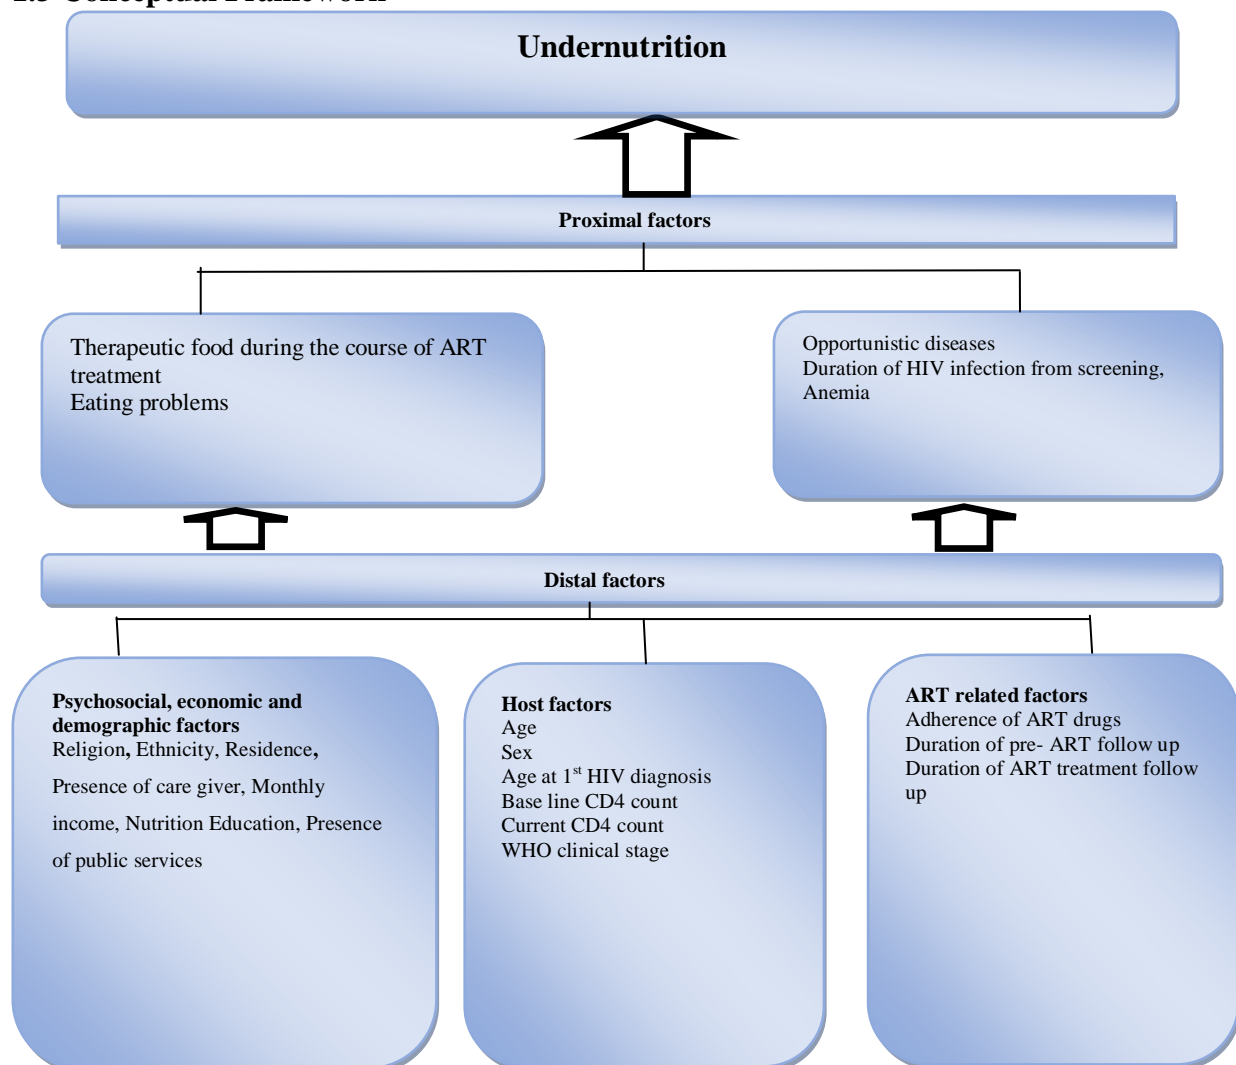 Undernutrition
Proximal factors
Therapeutic food during the course of ART
treatment
Eating problems
Opportunistic diseases
Duration of HIV infection from screening,
Anemia
Distal factors
Psychosocial, economic and
demographic factors
Religion, Ethnicity, Residence,
Presence of care giver, Monthly
income, Nutrition Education, Presence
of public services
Host factors
Age
Sex
Age at 1st HIV diagnosis
Base line CD4 count
Current CD4 count
WHO clinical stage
ART related factors
Adherence of ART drugs
Duration of pre- ART follow up
Duration of ART treatment follow
up